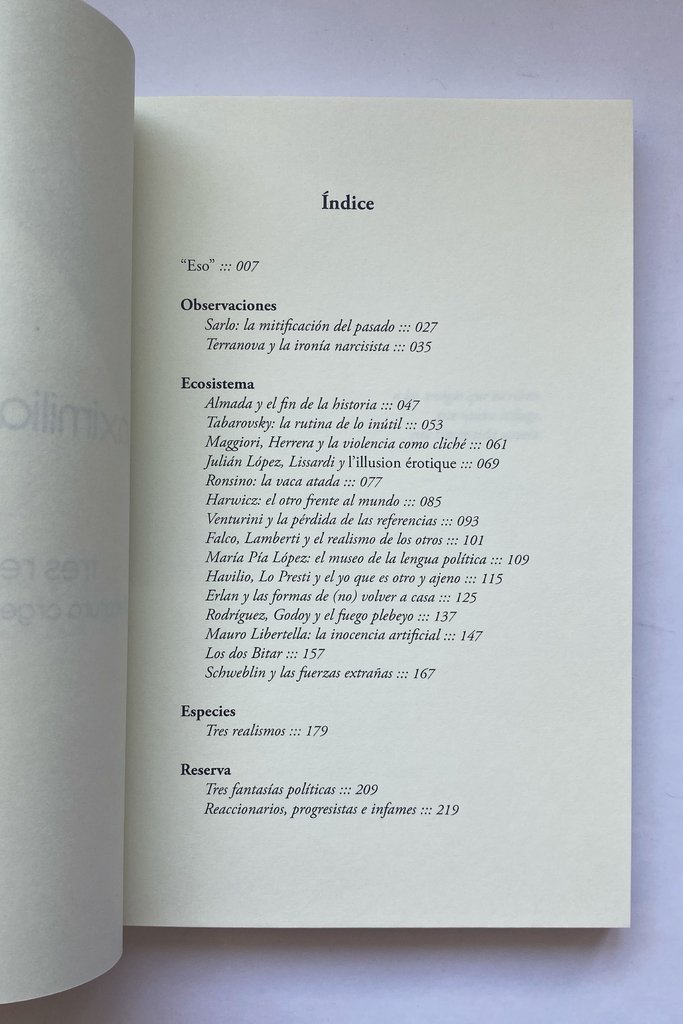 Índice
“Eso” ::: 007
Observaciones
Sarlo: la mitificación del pasado ::: 027
Terranova y la ironía narcisista ::: 035
Ecosistema
Almada y el fin de la historia ::: 047
Tabarovsky: la rutina de lo inútil ::: 053
Maggiori, Herrera y la violencia como cliché ::: 061
Julián López, Lissardi y l’illusion érotique ::: 069
Ronsino: la vaca atada ::: 077
Harwicz: el otro frente al mundo ::: 085
Venturini y la pérdida de las referencias ::: 093
Falco, Lamberti y el realismo de los otros ::: 101
María Pía López: el museo de la lengua política ::: 109
Havilio, Lo Presti y el yo que es otro y ajeno ::: 115
Erlan y las formas de (no) volver a casa ::: 125
Rodríguez, Godoy y el fuego plebeyo ::: 137
Mauro Libertella: la inocencia artificial ::: 147
Los dos Bitar ::: 157
Schweblin y las fuerzas extrañas ::: 167
Especies
Tres realismos ::: 179
Reserva
Tres fantasías políticas ::: 209
Reaccionarios, progresistas e infames ::: 219